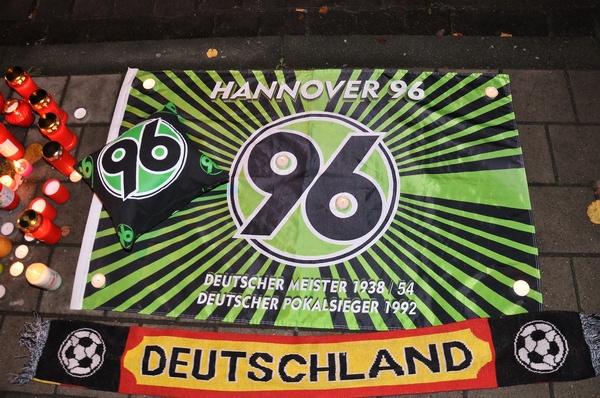 HANNOVER 96
96
96
DEUTSCHER MEISTER 1938 / 54
DEUTSCHER POKALSIEGER 1992
DEUTSCHLAND